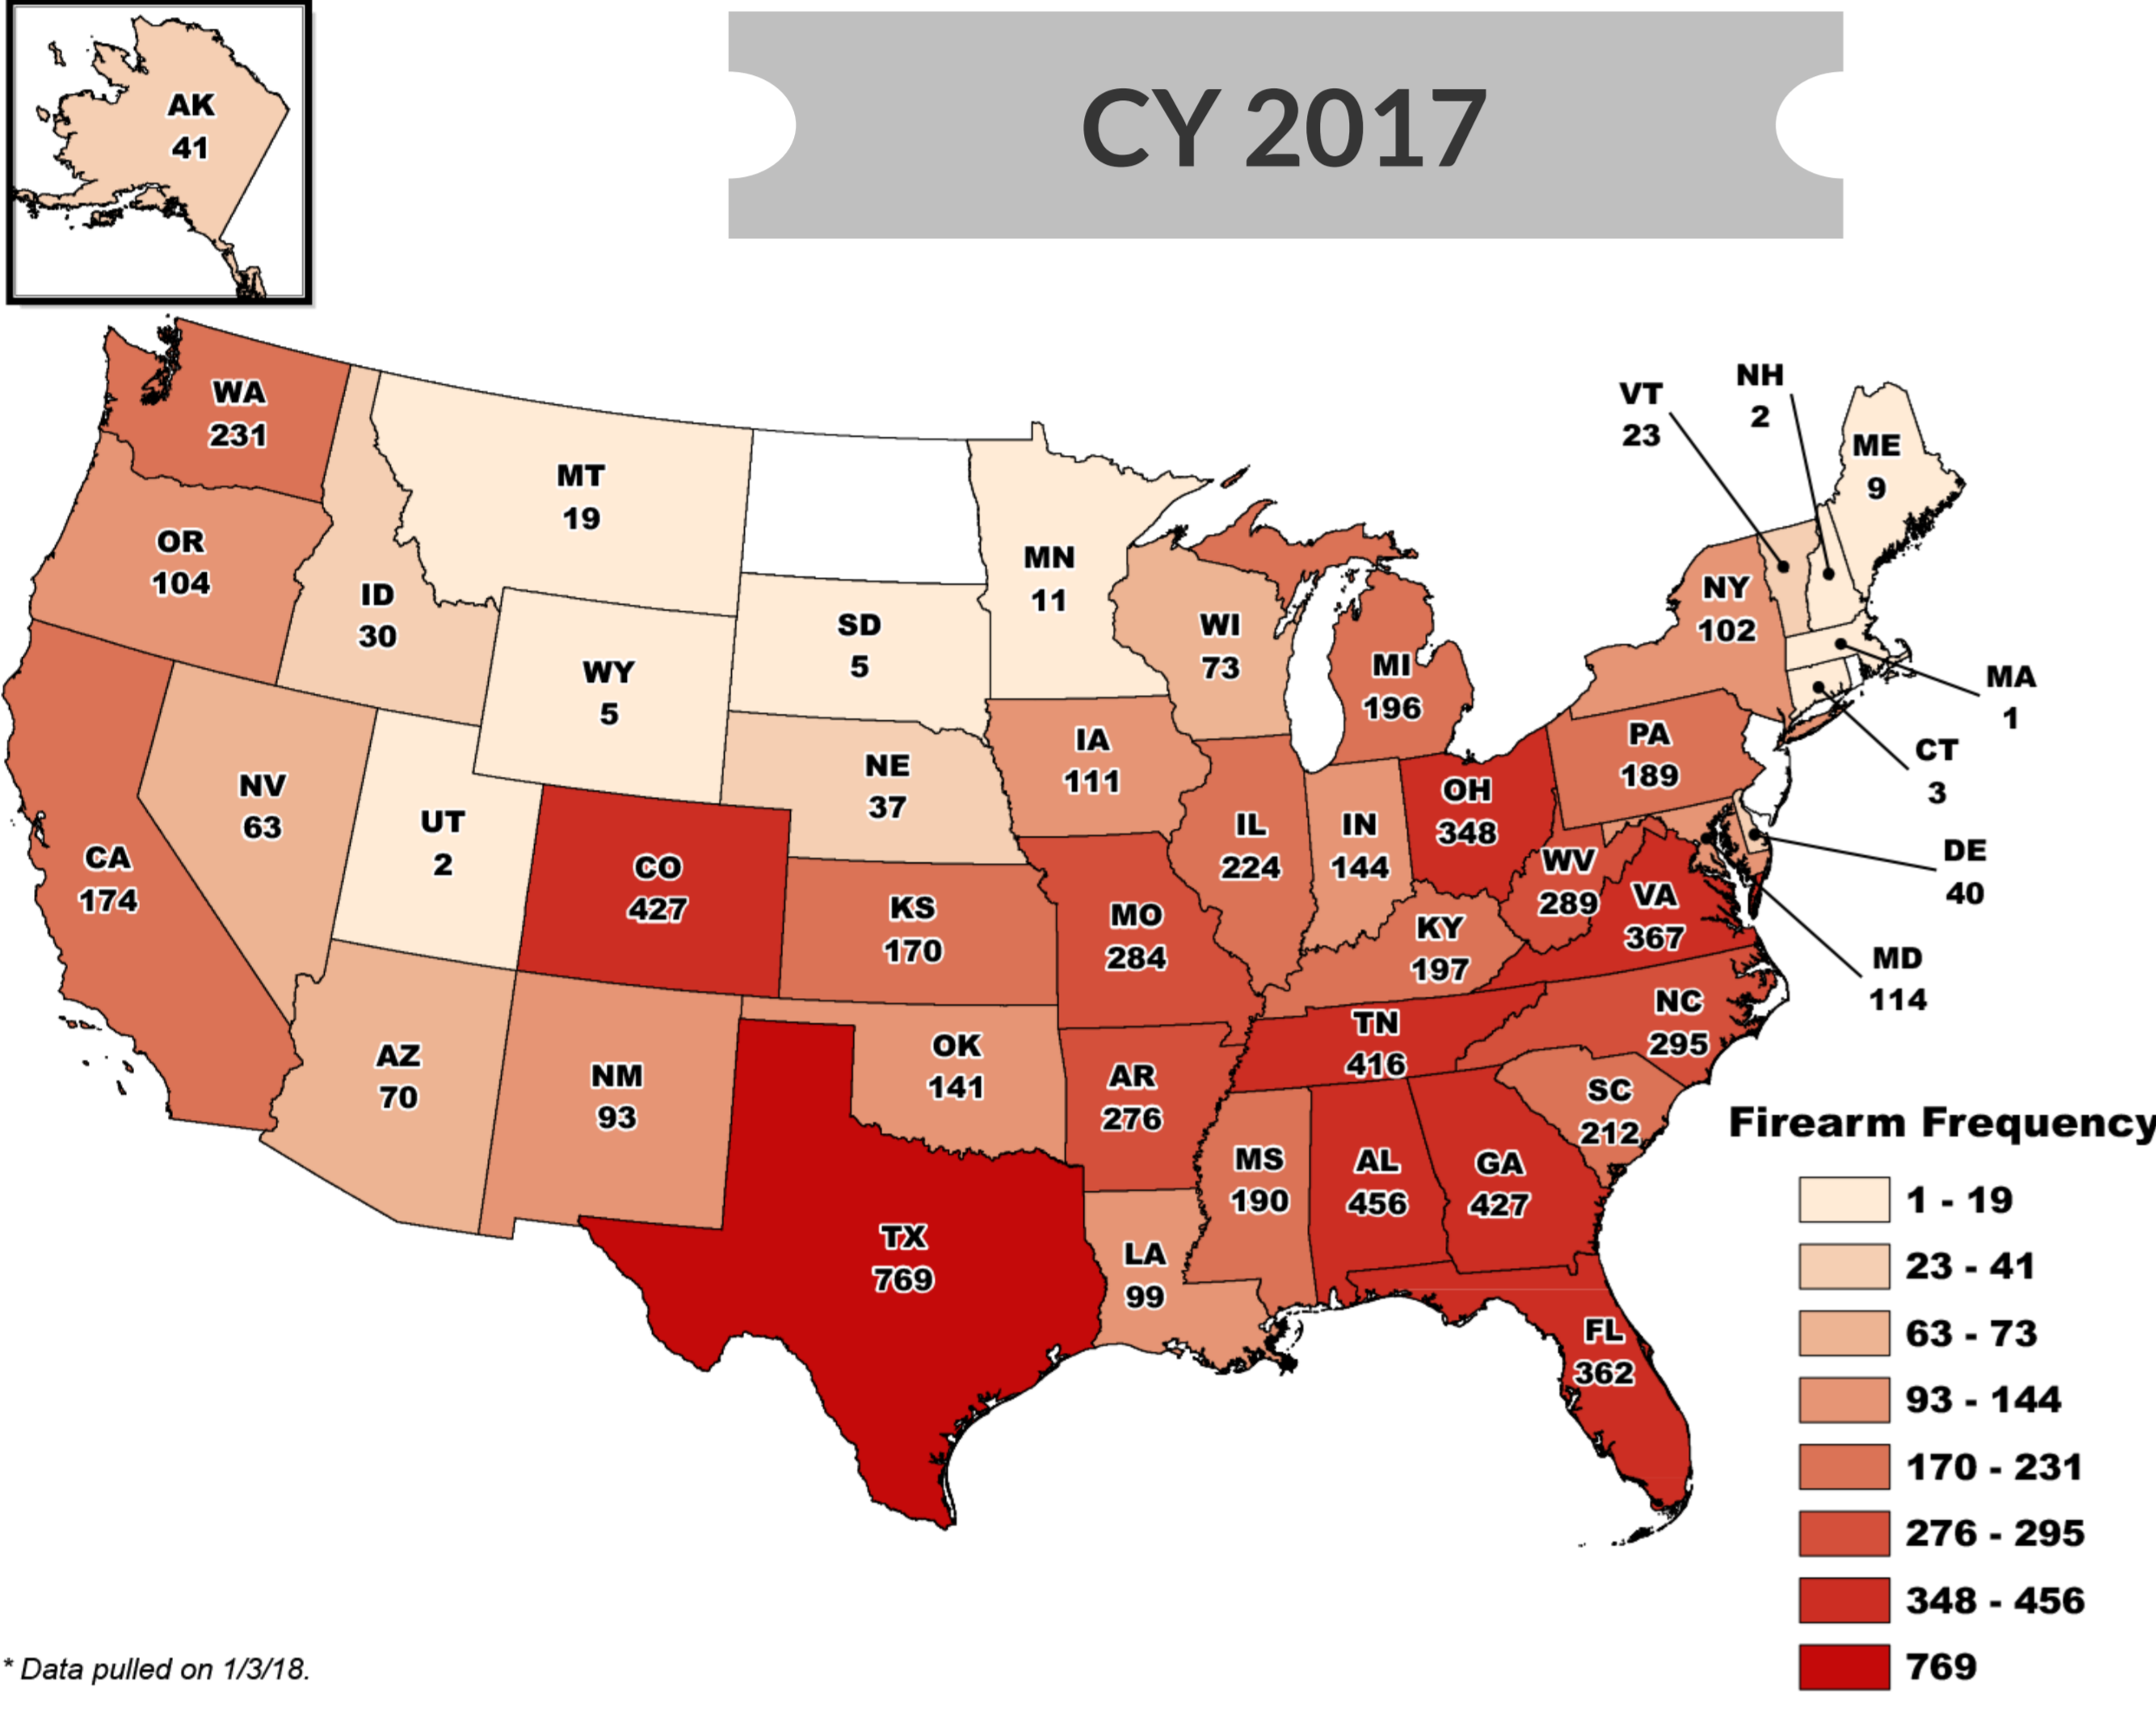 CY 2017
AK
41
WA
231
OR
104
CA
174
NV
63
ID
30
MT
19
WY
5
UT
2
CO
427
AZ
70
NM
93
SD
5
NE
37
KS
170
OK
141
TX
769
MN
11
IA
111
MO
284
AR
276
LA
99
WI
73
IL
224
MI
196
IN
144
OH
348
KY
197
TN
416
MS
190
AL
456
GA
427
FL
362
SC
212
NC
295
VA
367
WV
289
PA
189
NY
102
VT
23
NH
2
ME
9
MA
1
CT
3
DE
40
MD
114
Firearm Frequency
1 - 19
23 - 41
63 - 73
93 - 144
170 - 231
276 - 295
348 - 456
769
* Data pulled on 1/3/18.